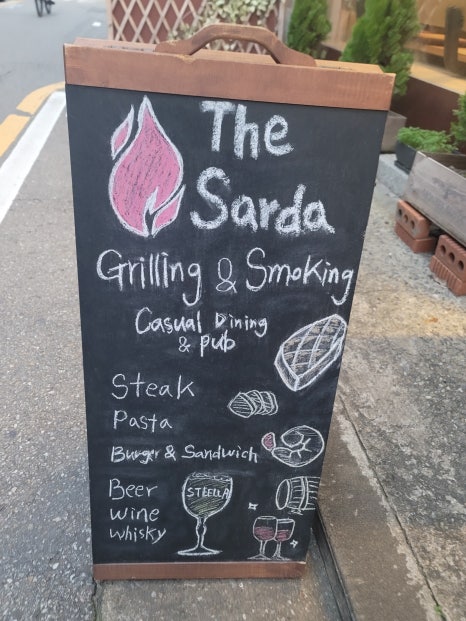 The
Sarda
Grilling & Smoking
Casual Dining
& pub
Steak
Pasta
Burger & Sandwich
Beer
STELLA
wine
whisky